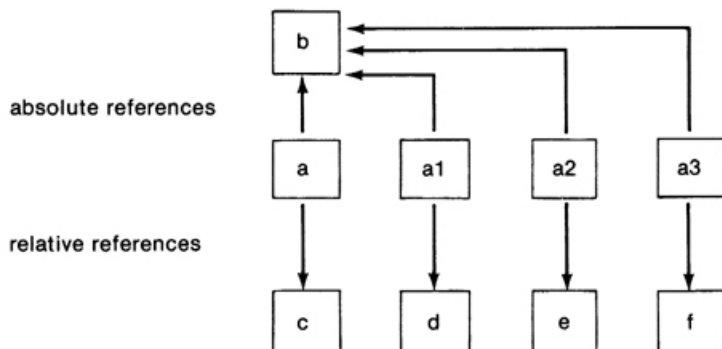 b
absolute references
a a1 a2 a3
relative references
c d e f